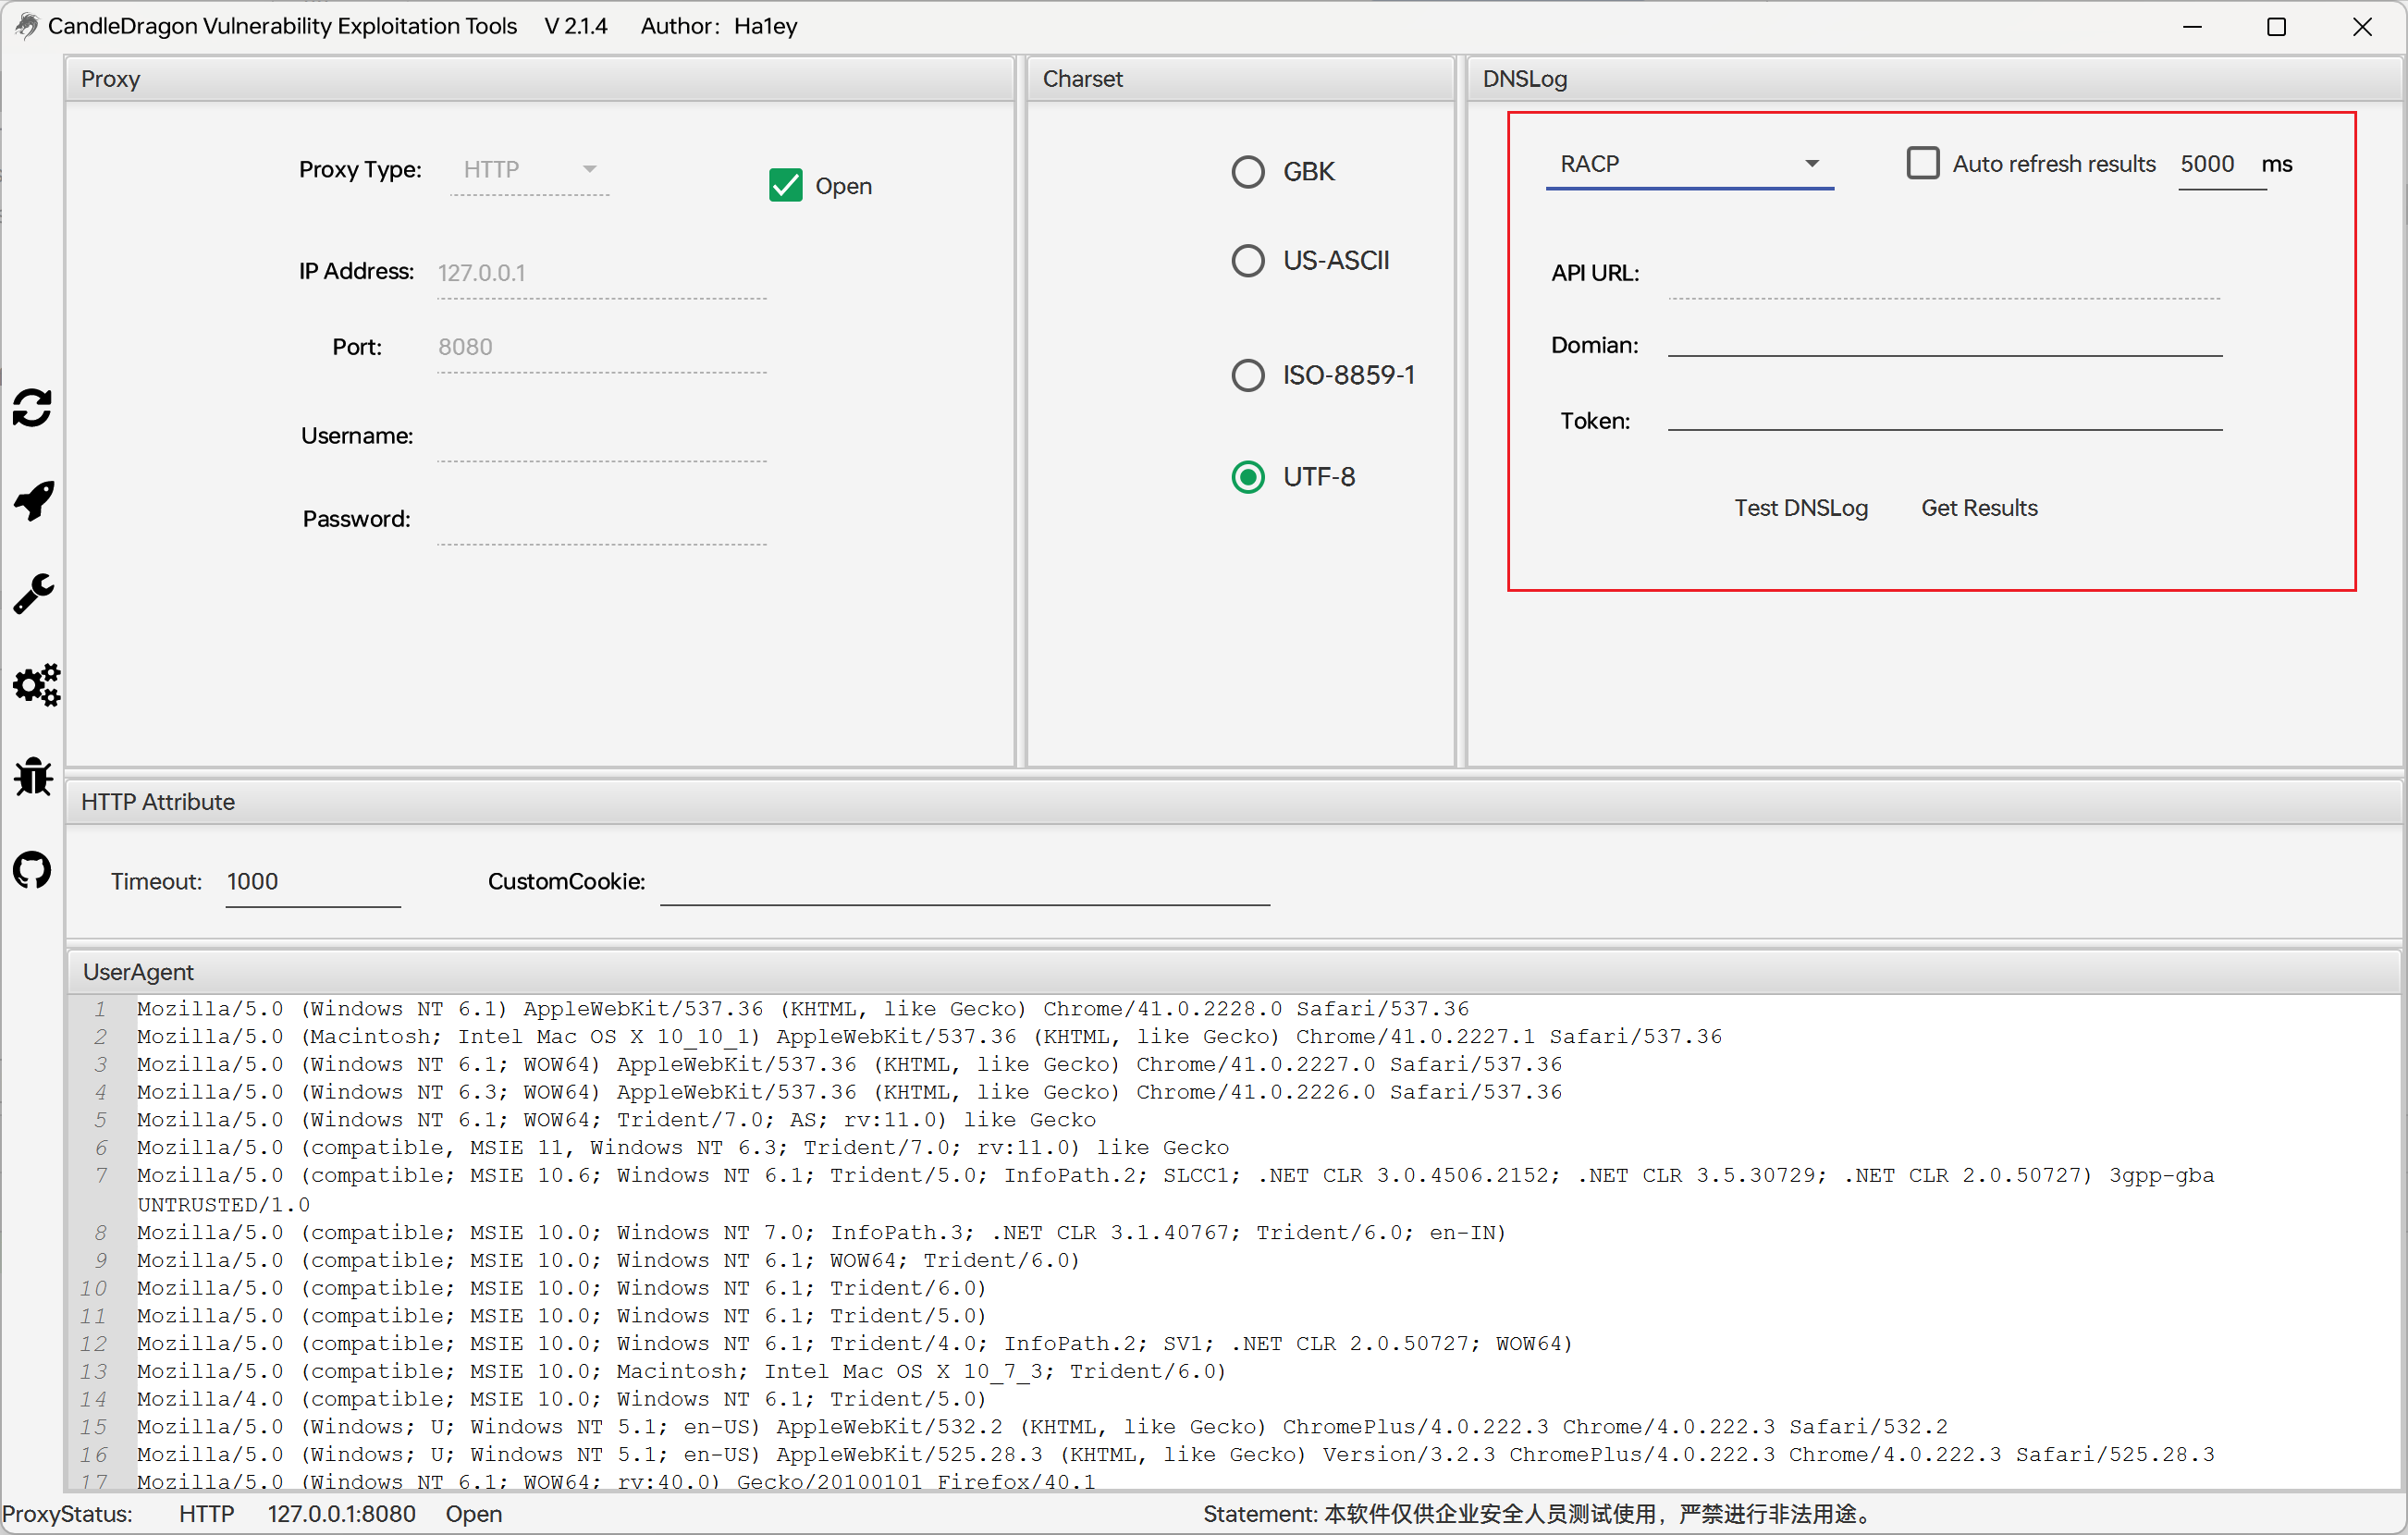 CandleDragon Vulnerability Exploitation Tools V 2.1.4 Author: Ha1ey
Proxy
Proxy Type: HTTP
Open
IP Address: 127.0.0.1
Port: 8080
Username:
Password:
Charset
GBK
US-ASCII
ISO-8859-1
UTF-8
DNSLog
RACP
Auto refresh results 5000 ms
API URL:
Domian:
Token:
Test DNSLog Get Results
HTTP Attribute
Timeout: 1000 CustomCookie:
UserAgent
1 Mozilla/5.0 (Windows NT 6.1) AppleWebKit/537.36 (KHTML, like Gecko) Chrome/41.0.2228.0 Safari/537.36
2 Mozilla/5.0 (Macintosh; Intel Mac OS X 10_10_1) AppleWebKit/537.36 (KHTML, like Gecko) Chrome/41.0.2227.1 Safari/537.36
3 Mozilla/5.0 (Windows NT 6.1; WOW64) AppleWebKit/537.36 (KHTML, like Gecko) Chrome/41.0.2227.0 Safari/537.36
4 Mozilla/5.0 (Windows NT 6.3; WOW64) AppleWebKit/537.36 (KHTML, like Gecko) Chrome/41.0.2226.0 Safari/537.36
5 Mozilla/5.0 (Windows NT 6.1; WOW64; Trident/7.0; AS; rv:11.0) like Gecko
6 Mozilla/5.0 (compatible, MSIE 11, Windows NT 6.3; Trident/7.0; rv:11.0) like Gecko
7 Mozilla/5.0 (compatible; MSIE 10.6; Windows NT 6.1; Trident/5.0; InfoPath.2; SLCC1; .NET CLR 3.0.4506.2152; .NET CLR 3.5.30729; .NET CLR 2.0.50727) 3gpp-gba
UNTRUSTED/1.0
8 Mozilla/5.0 (compatible; MSIE 10.0; Windows NT 7.0; InfoPath.3; .NET CLR 3.1.40767; Trident/6.0; en-IN)
9 Mozilla/5.0 (compatible; MSIE 10.0; Windows NT 6.1; WOW64; Trident/6.0)
10 Mozilla/5.0 (compatible; MSIE 10.0; Windows NT 6.1; Trident/6.0)
11 Mozilla/5.0 (compatible; MSIE 10.0; Windows NT 6.1; Trident/5.0)
12 Mozilla/5.0 (compatible; MSIE 10.0; Windows NT 6.1; Trident/4.0; InfoPath.2; SV1; .NET CLR 2.0.50727; WOW64)
13 Mozilla/5.0 (compatible; MSIE 10.0; Macintosh; Intel Mac OS X 10_7_3; Trident/6.0)
14 Mozilla/4.0 (compatible; MSIE 10.0; Windows NT 6.1; Trident/5.0)
15 Mozilla/5.0 (Windows; U; Windows NT 5.1; en-US) AppleWebKit/532.2 (KHTML, like Gecko) ChromePlus/4.0.222.3 Chrome/4.0.222.3 Safari/532.2
16 Mozilla/5.0 (Windows; U; Windows NT 5.1; en-US) AppleWebKit/525.28.3 (KHTML, like Gecko) Version/3.2.3 ChromePlus/4.0.222.3 Chrome/4.0.222.3 Safari/525.28.3
17 Mozilla/5.0 (Windows NT 6.1; WOW64; rv:40.0) Gecko/20100101 Firefox/40.1
ProxyStatus: HTTP 127.0.0.1:8080 Open Statement: 本软件仅供企业安全人员测试使用，严禁进行非法用途。